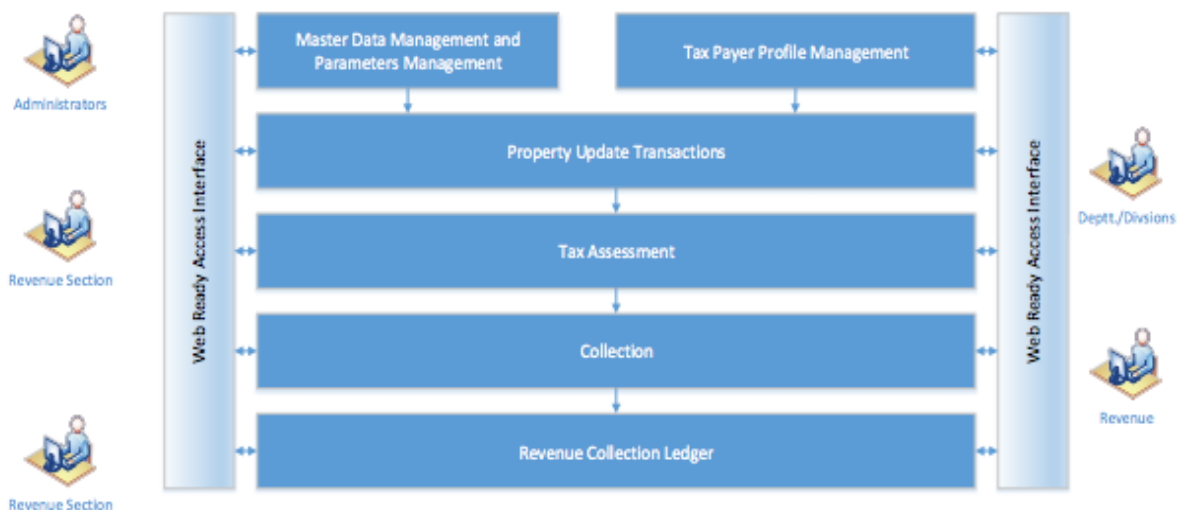 Administrators
Revenue Section
Revenue Section
Web Ready Access Interface
Master Data Management and
Parameters Management
Tax Payer Profile Management
Property Update Transactions
Tax Assessment
Collection
Revenue Collection Ledger
Web Ready Access Interface
Deptt./Divsions
Revenue